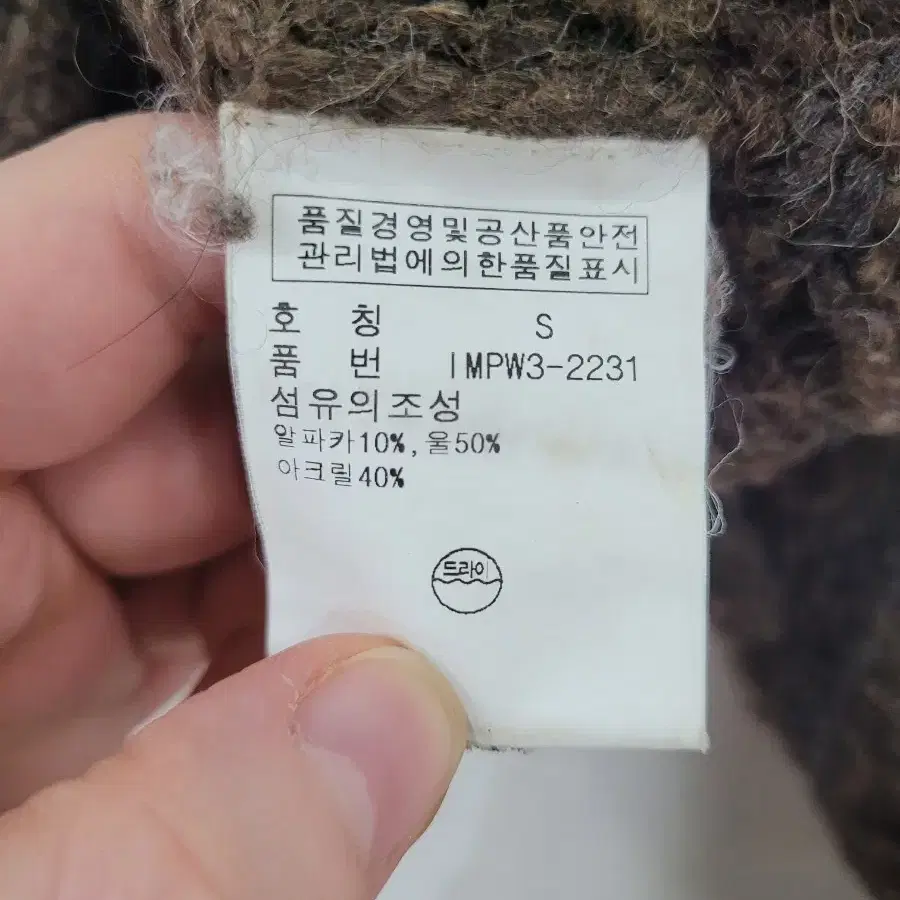 품질경영및공산품안전
관리법에의한품질표시
호 칭 S
품 번 IMPW3-2231
섬유의조성
알파카10%, 울50%
아크릴40%
드라이